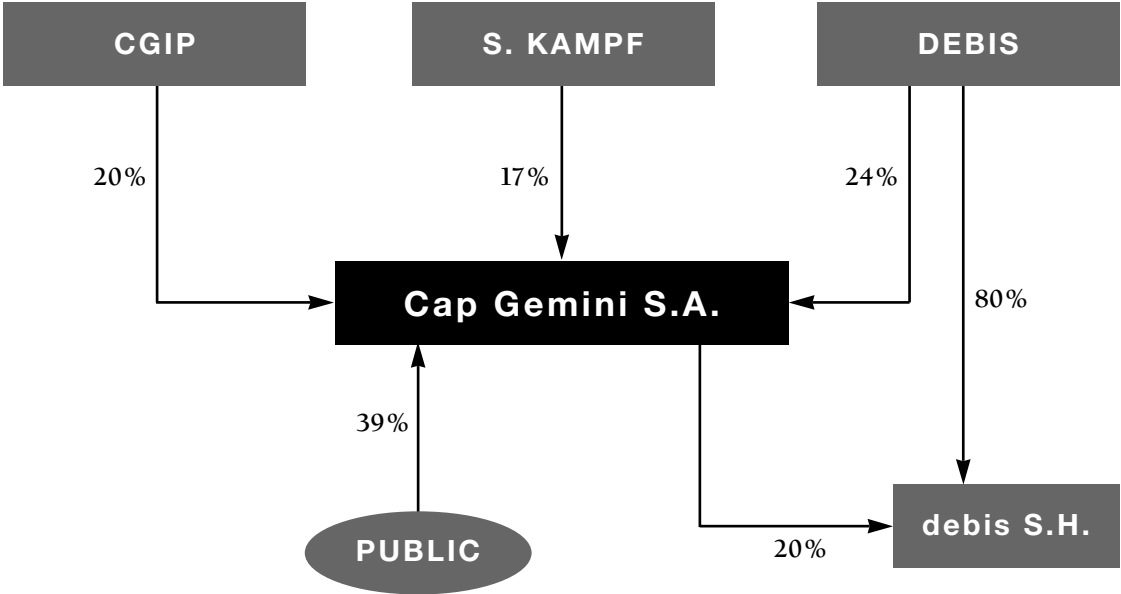 CGIP
S. KAMPF
DEBIS
20%
17%
24%
Cap Gemini S.A.
80%
39%
debis S.H.
20%
PUBLIC